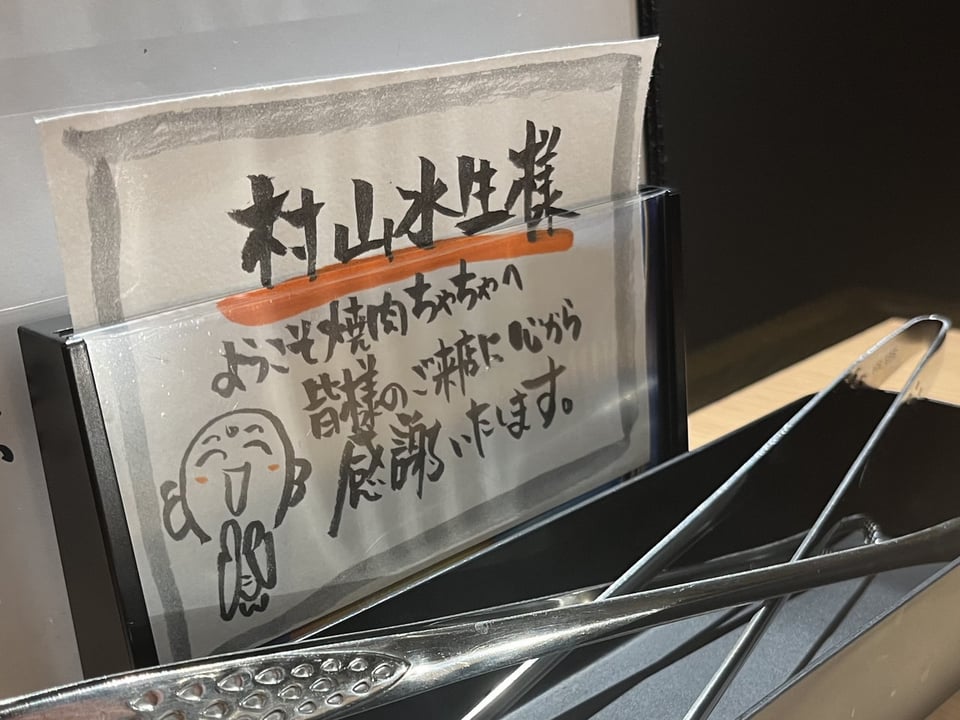 村山水生様
ようこそ焼肉ちゃちゃへ
皆様のご来店に心から
感謝いたします。